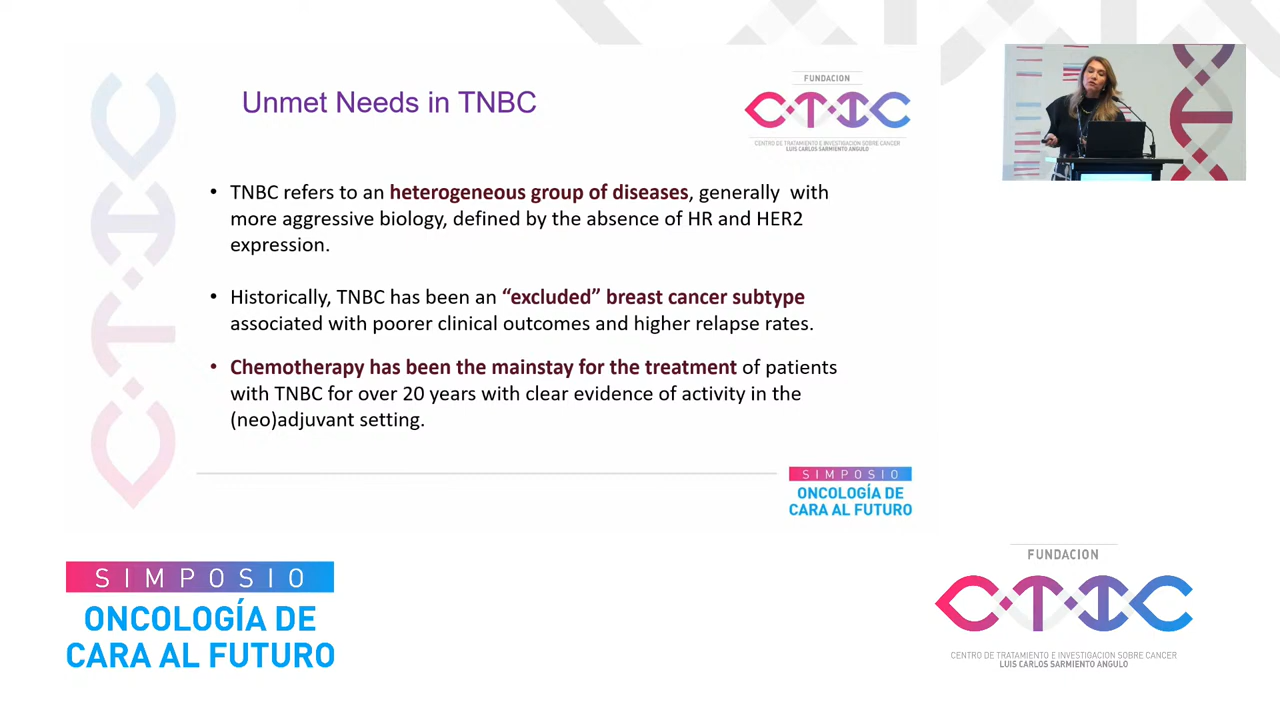 Unmet Needs in TNBC
FUNDACION
CTIC
CENTRO DE TRATAMIENTO E INVESTIGACION SOBRE CANCER
LUIS CARLOS SARMIENTO ANGULO
• TNBC refers to an heterogeneous group of diseases, generally with
more aggressive biology, defined by the absence of HR and HER2
expression.
• Historically, TNBC has been an “excluded” breast cancer subtype
associated with poorer clinical outcomes and higher relapse rates.
• Chemotherapy has been the mainstay for the treatment of patients
with TNBC for over 20 years with clear evidence of activity in the
(neo)adjuvant setting.
CTIC
SIMPOSIO
ONCOLOGÍA DE
CARA AL FUTURO
SIMPOSIO
ONCOLOGÍA DE
CARA AL FUTURO
FUNDACION
CTIC
CENTRO DE TRATAMIENTO E INVESTIGACION SOBRE CANCER
LUIS CARLOS SARMIENTO ANGULO